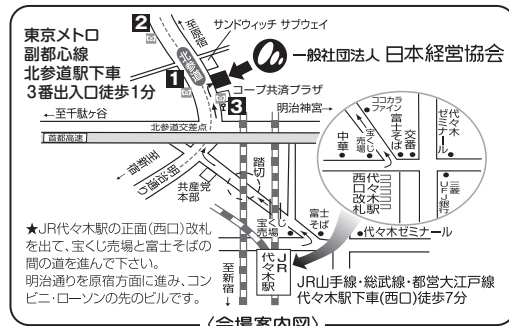 東京メトロ
副都心線
北参道駅下車
3番出入口徒歩1分
2
至原宿
サンドウィッチ サブウェイ
北参道
一般社団法人 日本経営協会
1
3
コープ共済プラザ
←至千駄ヶ谷
明治神宮→
北参道交差点
首都高速
至新宿
明治通り
共産党
本部
踏切
宝くじ
売場
富士
そば
代々木ゼミナール
JR
代々木駅
至新宿
ココカラ
ファイン
中華
宝くじ
売場
富士そば
交番
代々木
ゼミナール
代々木駅
西口改札
三菱
UFJ銀行
★JR代々木駅の正面(西口)改札
を出て、宝くじ売場と富士そばの
間の道を進んで下さい。
明治通りを原宿方面に進み、コン
ビニ・ローソンの先のビルです。
JR山手線・総武線・都営大江戸線
代々木駅下車(西口)徒歩7分
〈会場案内図〉